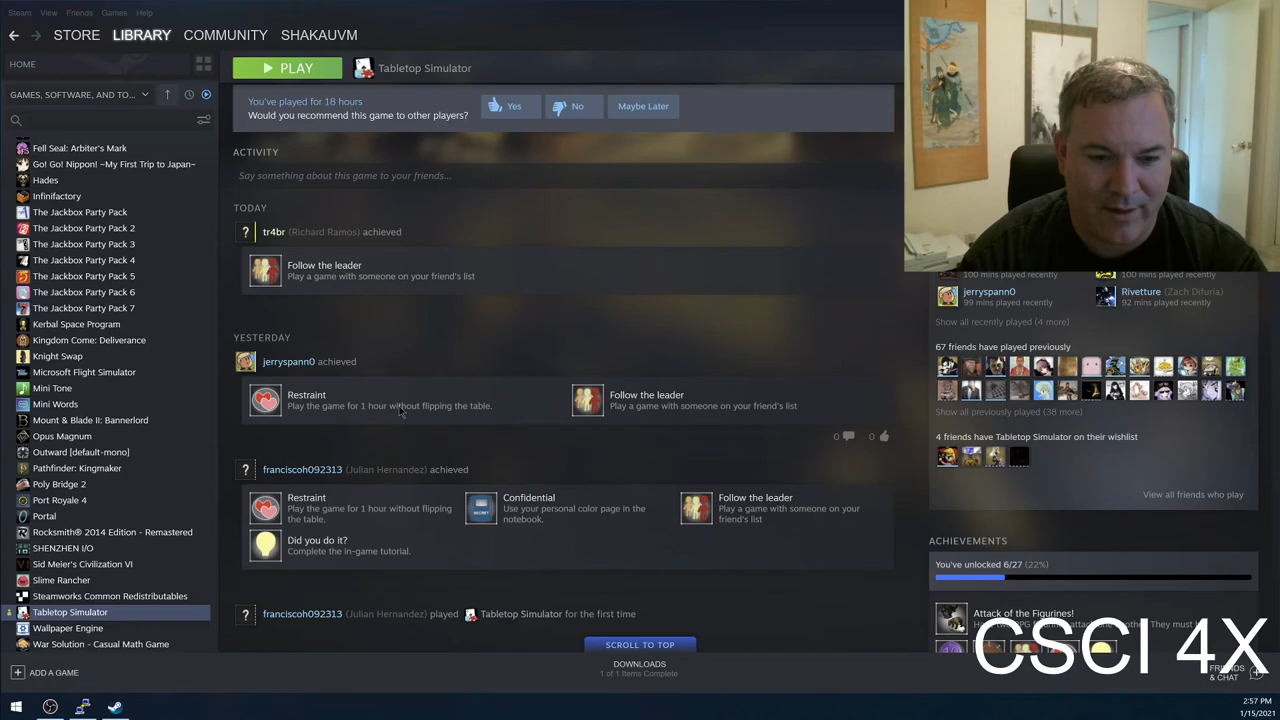 Steam View Friends Games Help
STORE LIBRARY COMMUNITY SHAKAUVM
HOME
GAMES, SOFTWARE, AND TO...
Fell Seal: Arbiter's Mark
Go! Go! Nippon! ~My First Trip to Japan~
Hades
Infinifactory
The Jackbox Party Pack
The Jackbox Party Pack 2
The Jackbox Party Pack 3
The Jackbox Party Pack 4
The Jackbox Party Pack 5
The Jackbox Party Pack 6
The Jackbox Party Pack 7
Kerbal Space Program
Kingdom Come: Deliverance
Knight Swap
Microsoft Flight Simulator
Mini Tone
Mini Words
Mount & Blade II: Bannerlord
Opus Magnum
Outward [default-mono]
Pathfinder: Kingmaker
Poly Bridge 2
Port Royale 4
Portal
Rocksmith® 2014 Edition - Remastered
SHENZHEN I/O
Sid Meier's Civilization VI
Slime Rancher
Steamworks Common Redistributables
Tabletop Simulator
Wallpaper Engine
War Solution - Casual Math Game
ADD A GAME
PLAY Tabletop Simulator
You've played for 18 hours
Would you recommend this game to other players?
Yes No Maybe Later
ACTIVITY
Say something about this game to your friends...
TODAY
tr4br (Richard Ramos) achieved
Follow the leader
Play a game with someone on your friend's list
YESTERDAY
jerryspann0 achieved
Restraint
Play the game for 1 hour without flipping the table.
Follow the leader
Play a game with someone on your friend's list
0 0
franciscoh092313 (Julian Hernandez) achieved
Restraint
Play the game for 1 hour without flipping
the table.
Confidential
Use your personal color page in the
notebook.
Follow the leader
Play a game with someone on your
friend's list
Did you do it?
Complete the in-game tutorial.
franciscoh092313 (Julian Hernandez) played Tabletop Simulator for the first time
SCROLL TO TOP
DOWNLOADS
1 of 1 Items Complete
100 mins played recently 100 mins played recently
jerryspann0
99 mins played recently
Rivetture (Zach Difuria)
92 mins played recently
Show all recently played (4 more)
67 friends have played previously
Show all previously played (38 more)
4 friends have Tabletop Simulator on their wishlist
View all friends who play
ACHIEVEMENTS
You've unlocked 6/27 (22%)
Attack of the Figurines!
CSCI 4X
FRIENDS
& CHAT
2:57 PM
1/15/2021